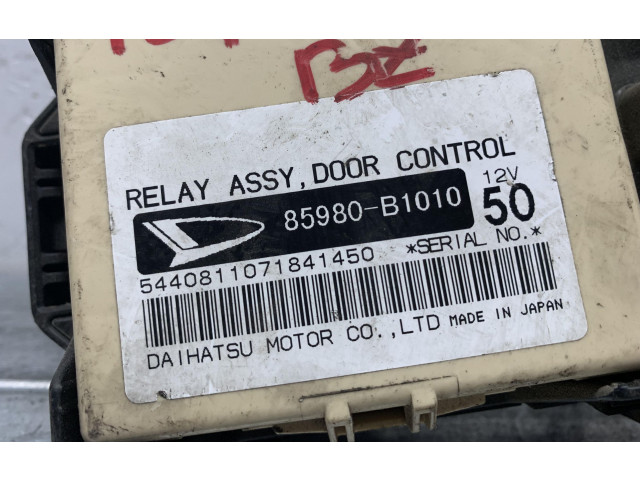 RELAY ASSY, DOOR CONTROL
85980-B1010
12V
50
5440811071841450 *SERIAL NO.*
DAIHATSU MOTOR CO.,LTD MADE IN JAPAN